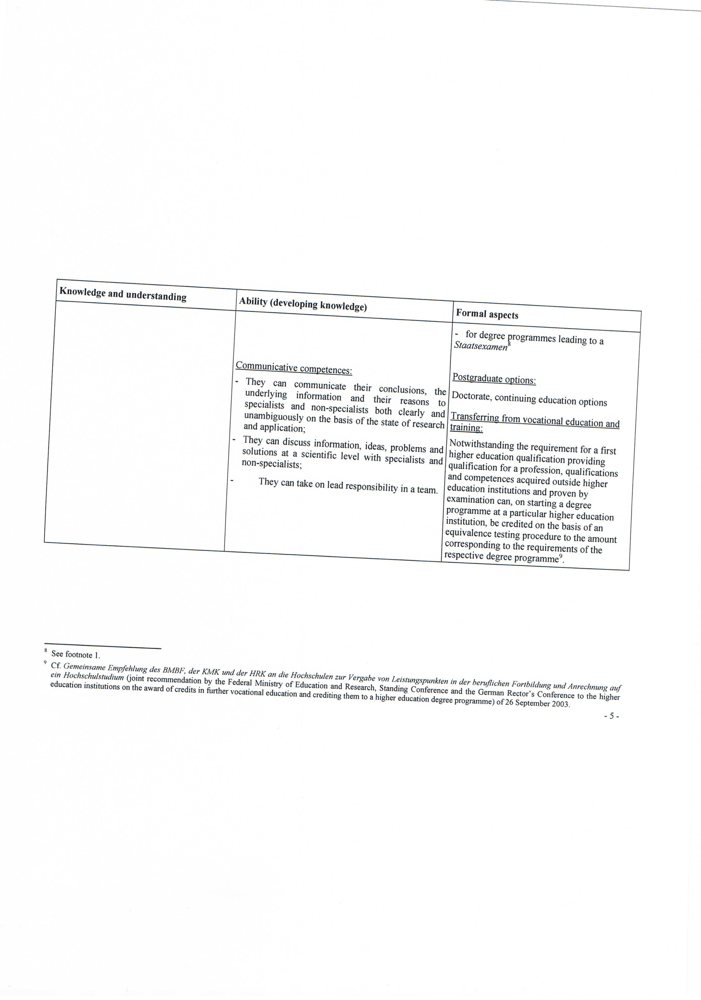 Knowledge and understanding
Ability (developing knowledge)
Formal aspects
Communicative competences:
- They can communicate their conclusions, the
underlying information and their reasons to
specialists and non-specialists both clearly and
unambiguously on the basis of the state of research
and application;
- They can discuss information, ideas, problems and
solutions at a scientific level with specialists and
non-specialists;
- They can take on lead responsibility in a team.
- for degree programmes leading to a
Staatsexamen⁸
Postgraduate options:
Doctorate, continuing education options
Transferring from vocational education and
training:
Notwithstanding the requirement for a first
higher education qualification providing
qualification for a profession, qualifications
and competences acquired outside higher
education institutions and proven by
examination can, on starting a degree
programme at a particular higher education
institution, be credited on the basis of an
equivalence testing procedure to the amount
corresponding to the requirements of the
respective degree programme⁹.
⁸ See footnote 1.
⁹ Cf. Gemeinsame Empfehlung des BMBF, der KMK und der HRK an die Hochschulen zur Vergabe von Leistungspunkten in der beruflichen Fortbildung und Anrechnung auf
ein Hochschulstudium (joint recommendation by the Federal Ministry of Education and Research, Standing Conference and the German Rector's Conference to the higher
education institutions on the award of credits in further vocational education and crediting them to a higher education degree programme) of 26 September 2003.
- 5 -